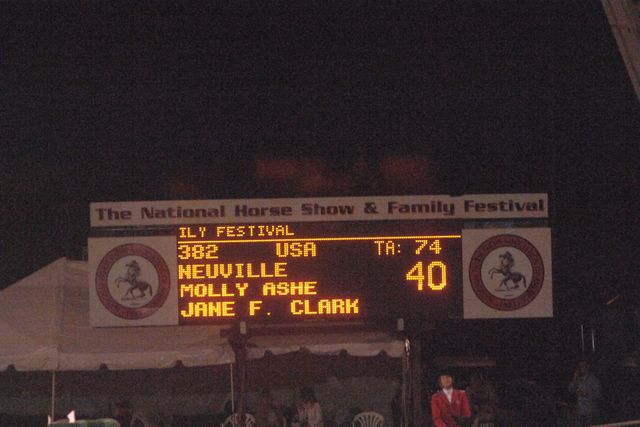 The National Horse Show & Family Festival
ILY FESTIVAL
382 USA TA: 74
NEUVILLE 40
MOLLY ASHE
JANE F. CLARK